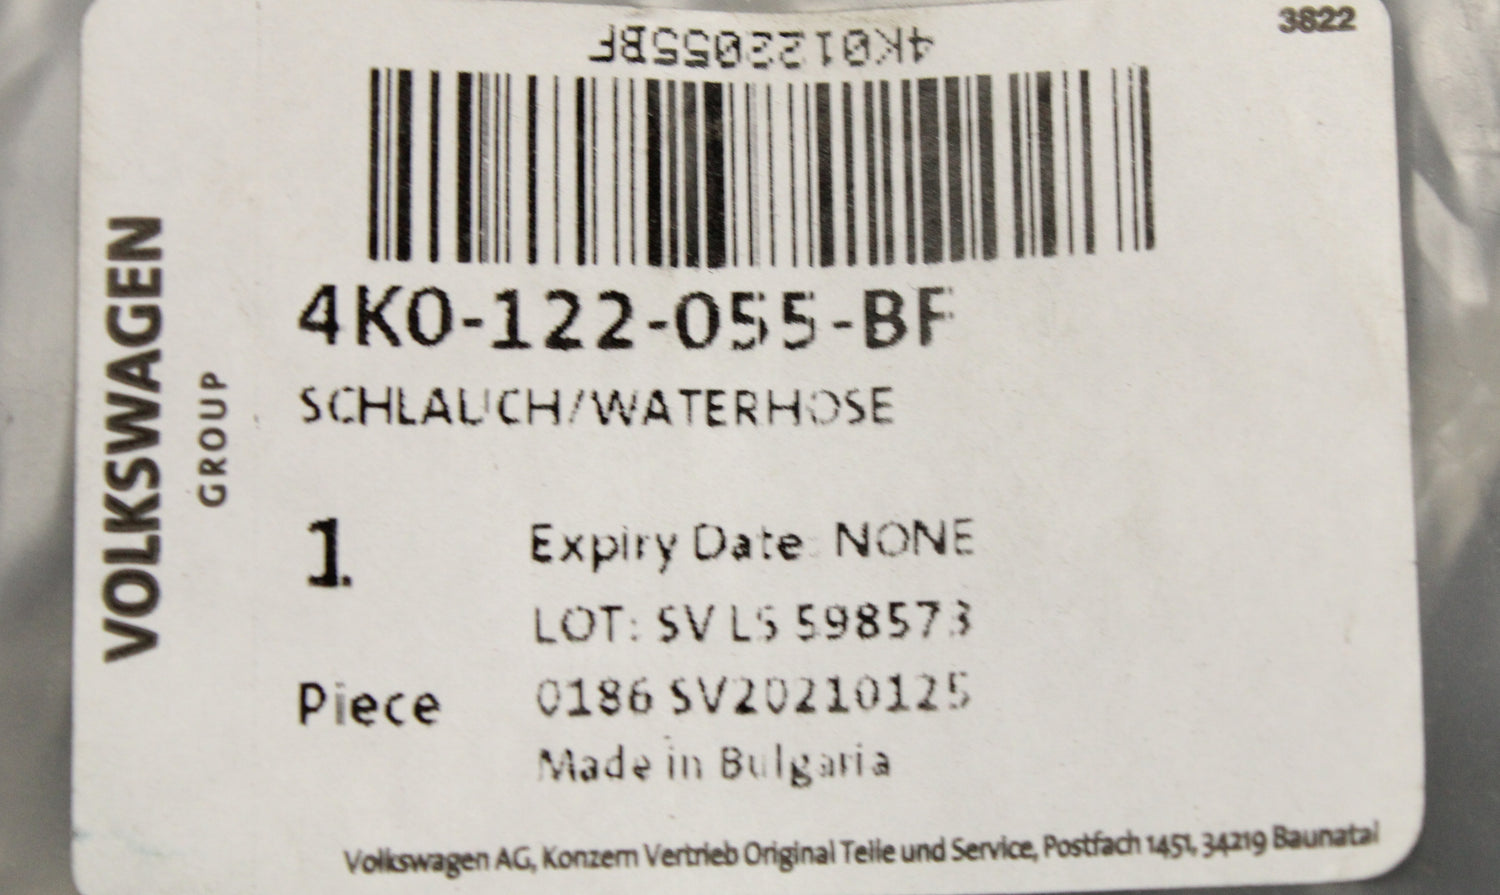 3822
4K0122055BF
4K0-122-055-BF
SCHLAUCH/WATERHOSE
VOLKSWAGEN
GROUP
1
Expiry Date: NONE
LOT: SV LS 598573
Piece
0186 SV20210125
Made in Bulgaria
Volkswagen AG, Konzern Vertrieb Original Teile und Service, Postfach 1451, 34219 Baunatal